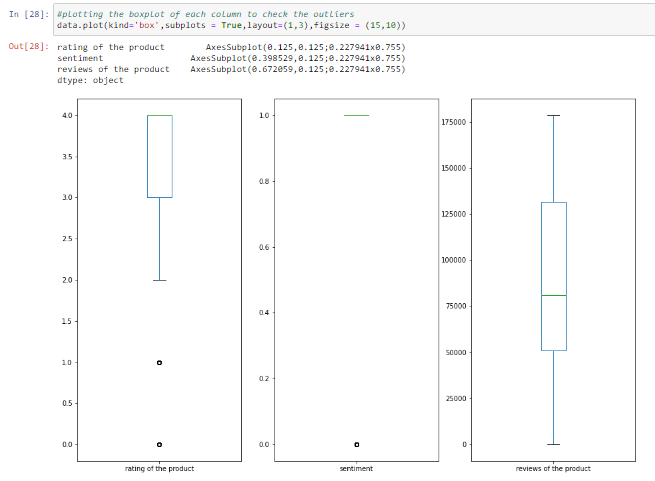 In [28]: #plotting the boxplot of each column to check the outliers
data.plot(kind='box',subplots = True,layout=(1,3),figsize = (15,10))
Out[28]: rating of the product AxesSubplot(0.125,0.125;0.227941x0.755)
sentiment AxesSubplot(0.398529,0.125;0.227941x0.755)
reviews of the product AxesSubplot(0.672059,0.125;0.227941x0.755)
dtype: object
4.0
3.5
3.0
2.5
2.0
1.5
1.0
0.5
0.0
rating of the product
1.0
0.8
0.6
0.4
0.2
0.0
sentiment
175000
150000
125000
100000
75000
50000
25000
0
reviews of the product